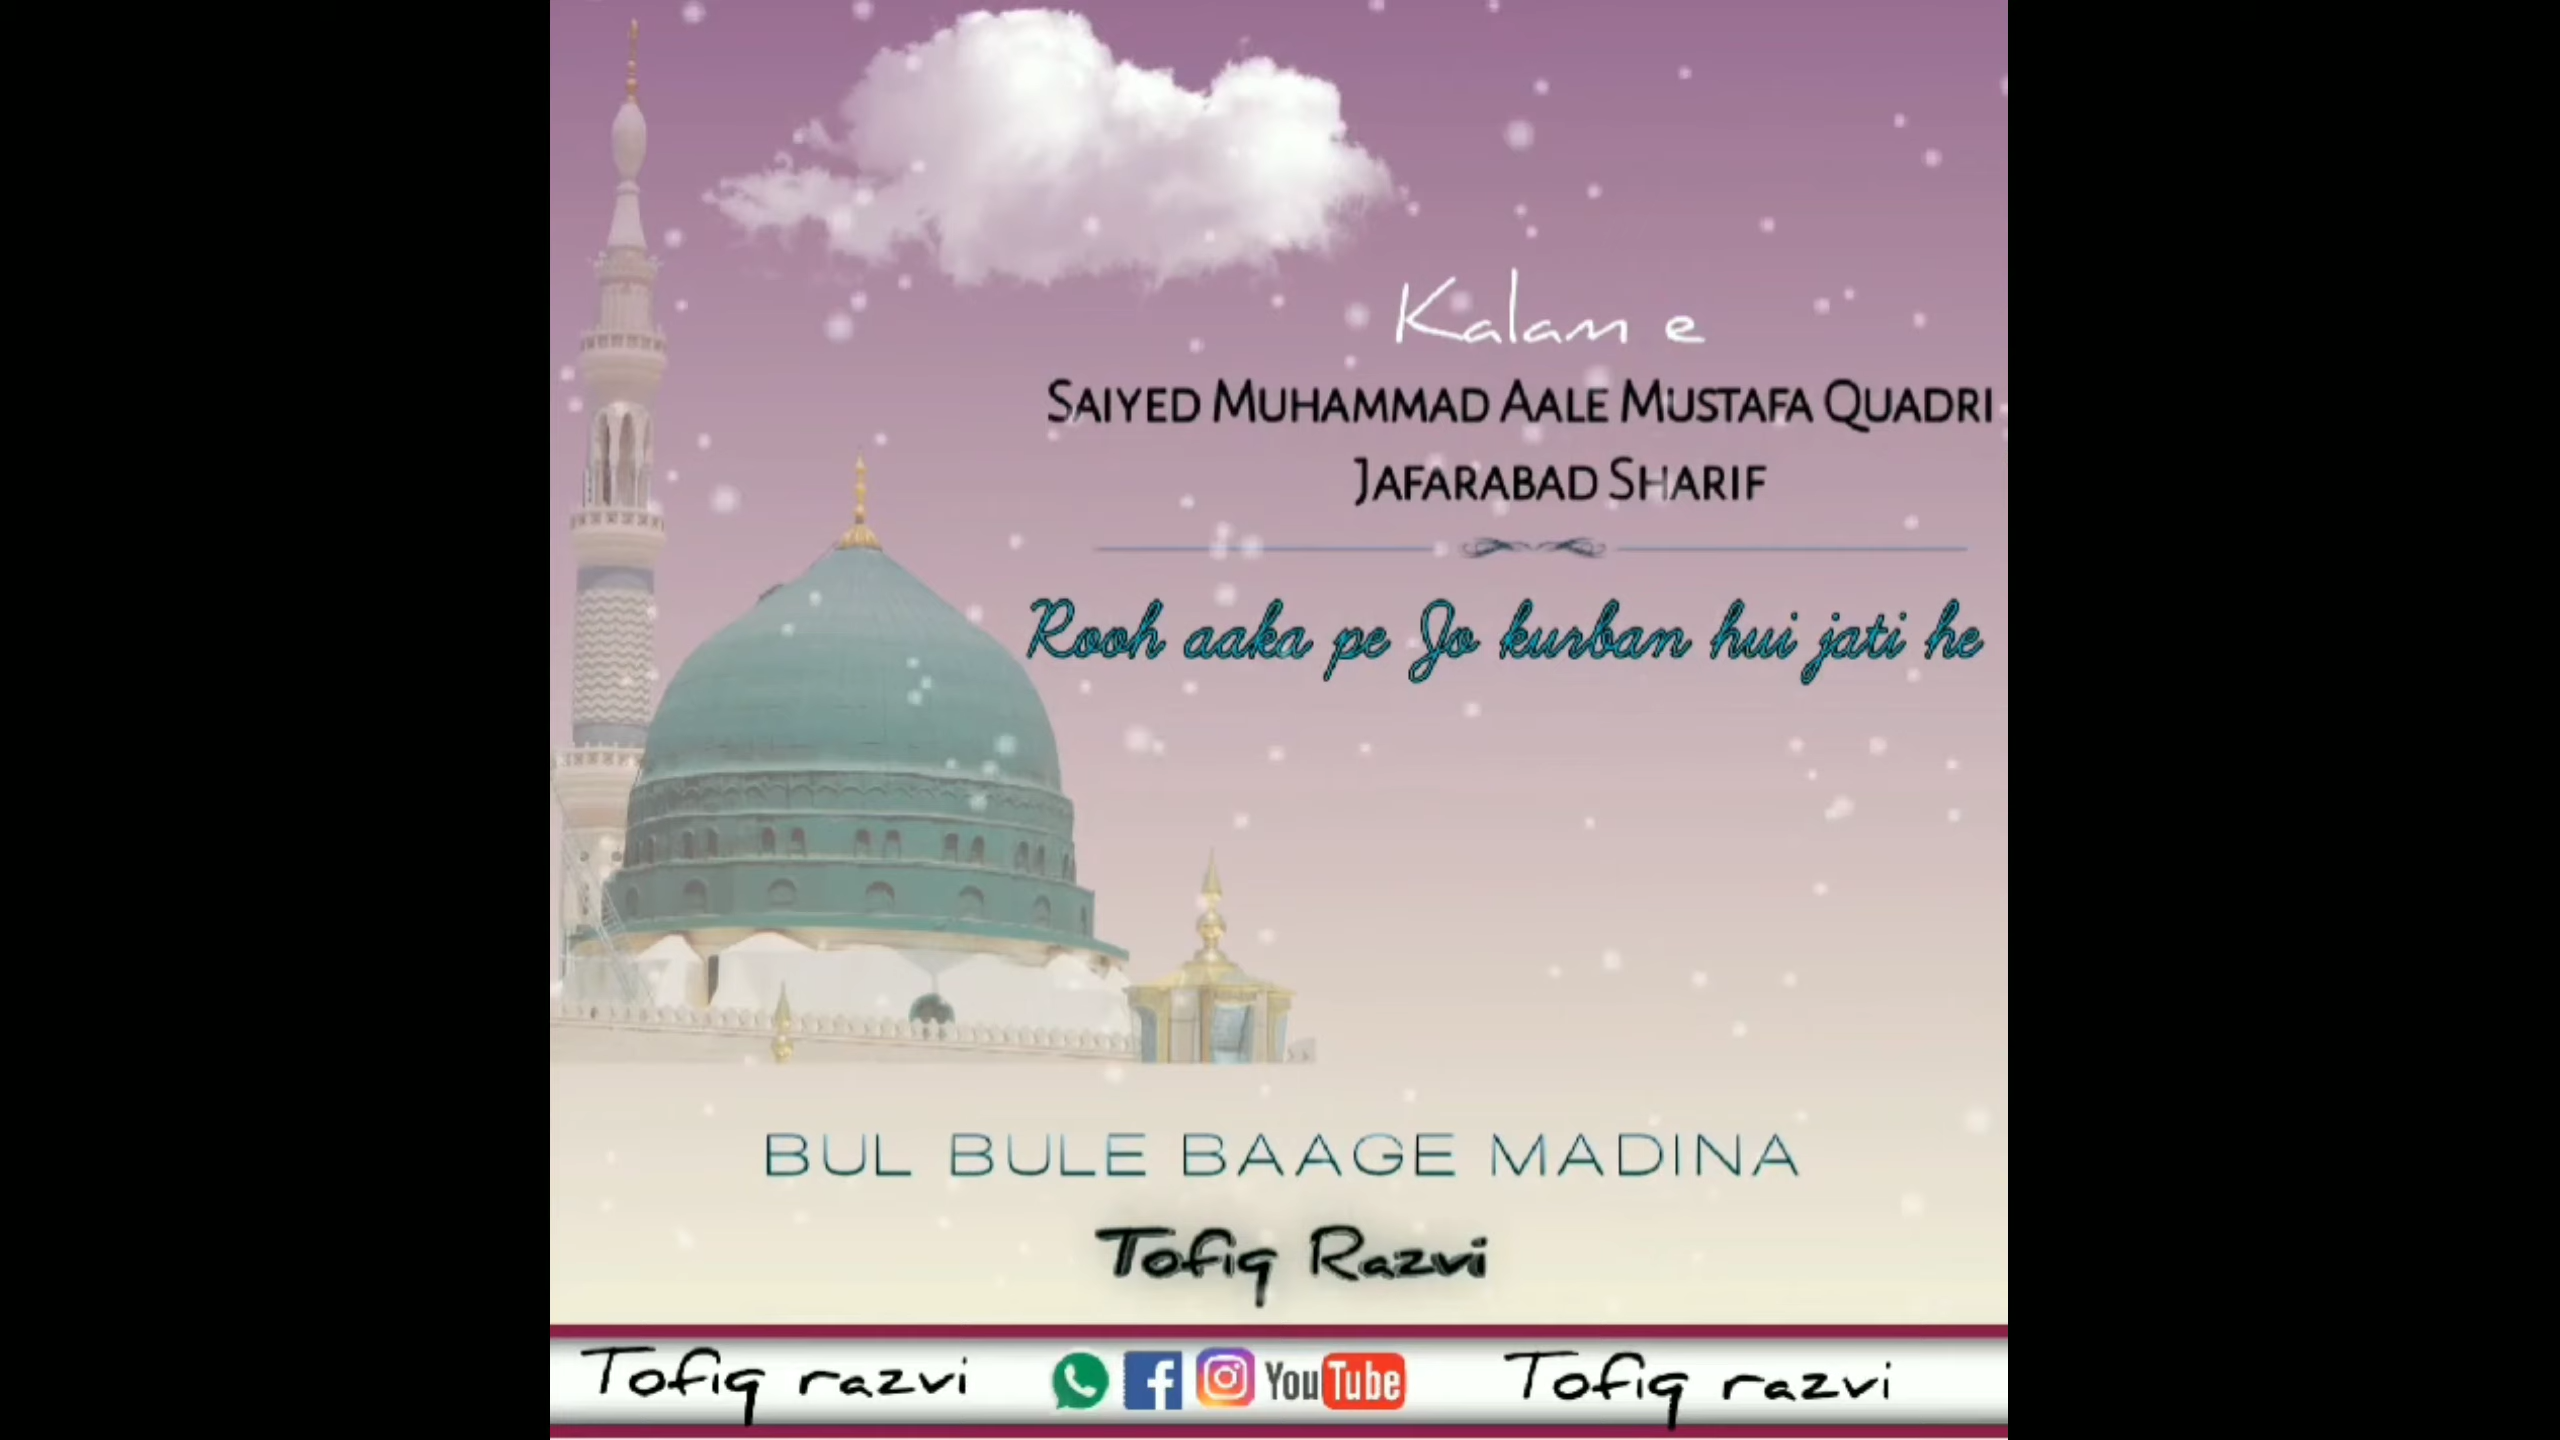 Kalam e
SAIYED MUHAMMAD AALE MUSTAFA QUADRI
JAFARABAD SHARIF
Rooh aaka pe Jo kurban hui jati he
BUL BULE BAAGE MADINA
Tofiq Razvi
Tofiq razvi YouTube Tofiq razvi